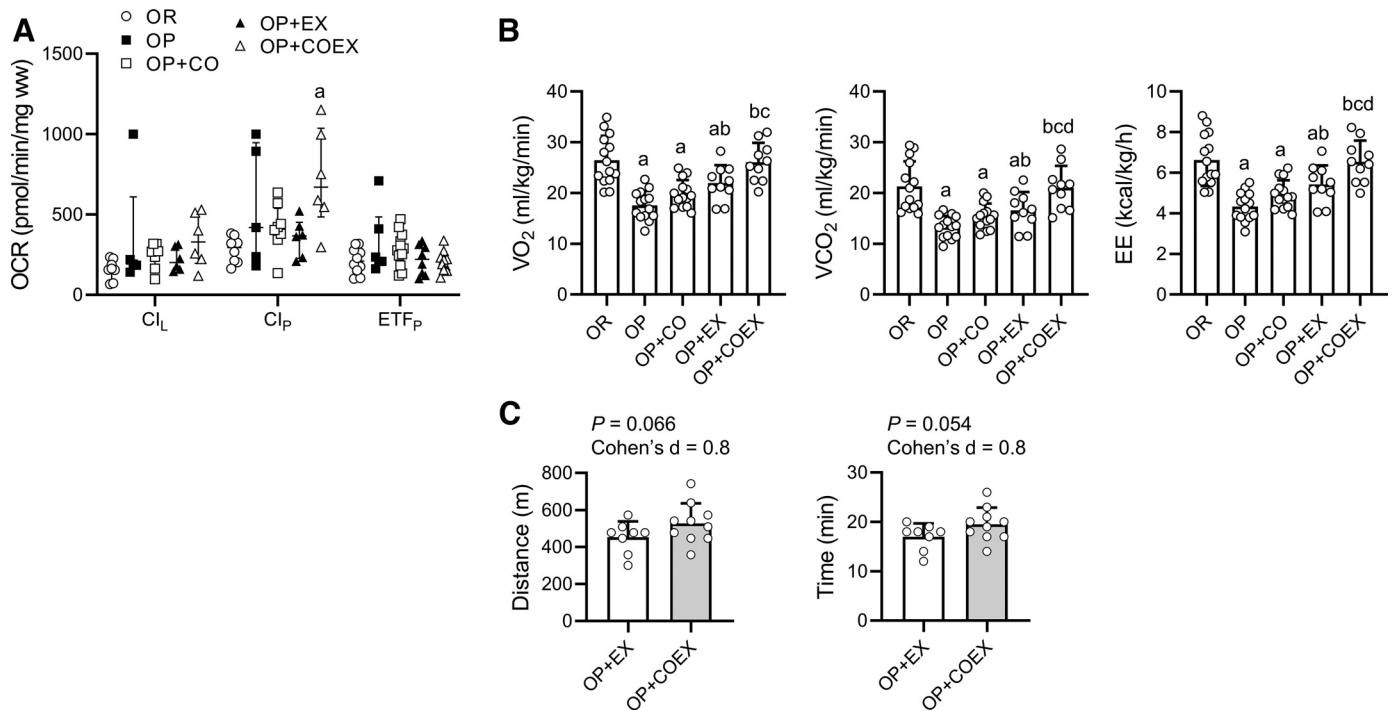 A
○ OR
■ OP
□ OP+CO
▲ OP+EX
△ OP+COEX
OCR (pmol/min/mg ww)
1500
1000
500
0
a
CI_L
CI_P
ETF_P
B
VO₂ (ml/kg/min)
40
30
20
10
0
a
a
ab
bc
OR
OP
OP+CO
OP+EX
OP+COEX
VCO₂ (ml/kg/min)
40
30
20
10
0
a
a
ab
bcd
OR
OP
OP+CO
OP+EX
OP+COEX
EE (kcal/kg/h)
10
8
6
4
2
0
a
a
ab
bcd
OR
OP
OP+CO
OP+EX
OP+COEX
C
P = 0.066
Cohen's d = 0.8
Distance (m)
800
600
400
200
0
OP+EX
OP+COEX
P = 0.054
Cohen's d = 0.8
Time (min)
30
20
10
0
OP+EX
OP+COEX